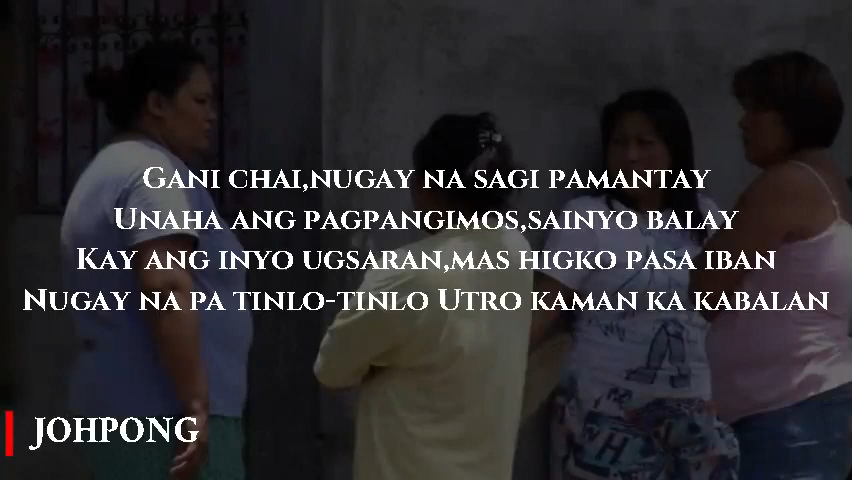 Gani chai,nugay na sagi pamantay
Unaha ang pagpangimos,sainyo balay
Kay ang inyo ugsaran,mas higko pasa iban
Nugay na pa tinlo-tinlo Utro kaman ka kabalan
JOHPONG